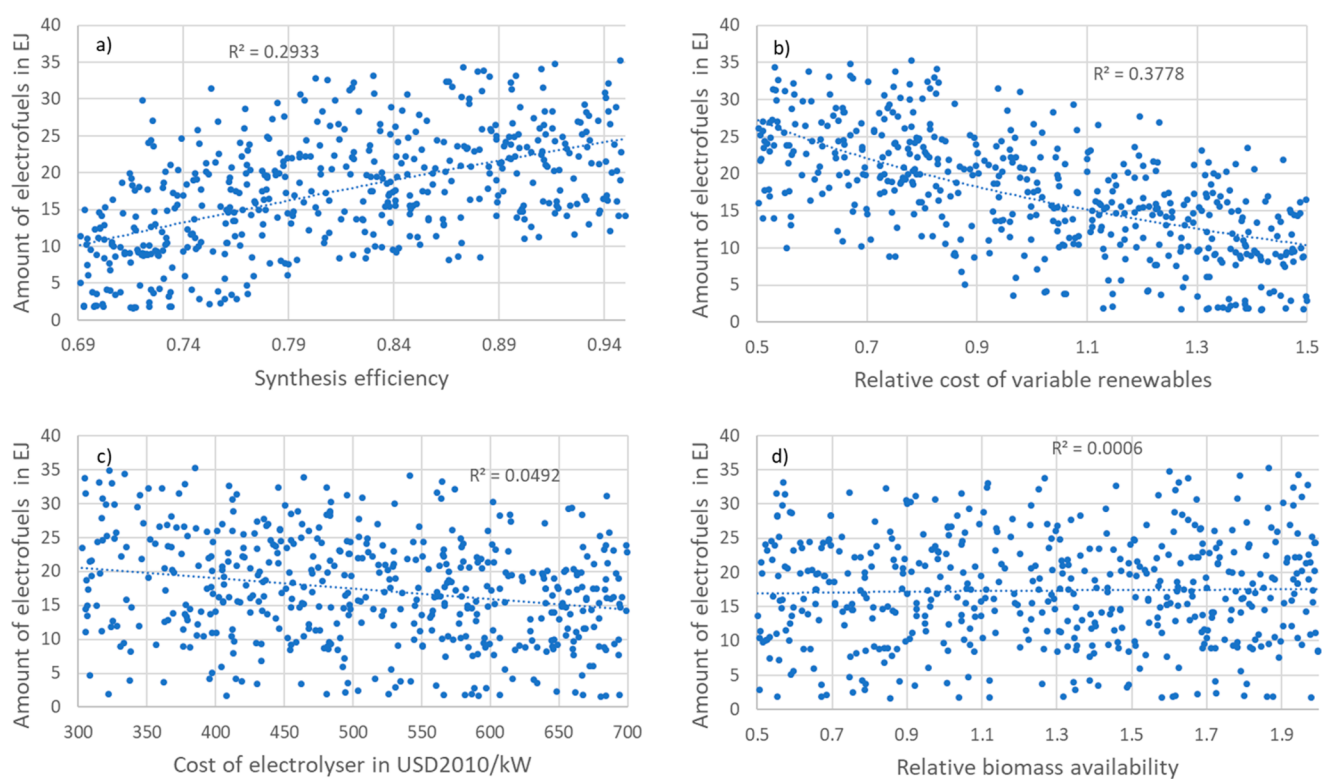 Amount of electrofuels in EJ
a)
R² = 0.2933
40
35
30
25
20
15
10
5
0
0.69 0.74 0.79 0.84 0.89 0.94
Synthesis efficiency
Amount of electrofuels in EJ
b)
R² = 0.3778
40
35
30
25
20
15
10
5
0
0.5 0.7 0.9 1.1 1.3 1.5
Relative cost of variable renewables
Amount of electrofuels in EJ
c)
R² = 0.0492
40
35
30
25
20
15
10
5
0
300 350 400 450 500 550 600 650 700
Cost of electrolyser in USD2010/kW
Amount of electrofuels in EJ
d)
R² = 0.0006
40
35
30
25
20
15
10
5
0
0.5 0.7 0.9 1.1 1.3 1.5 1.7 1.9
Relative biomass availability